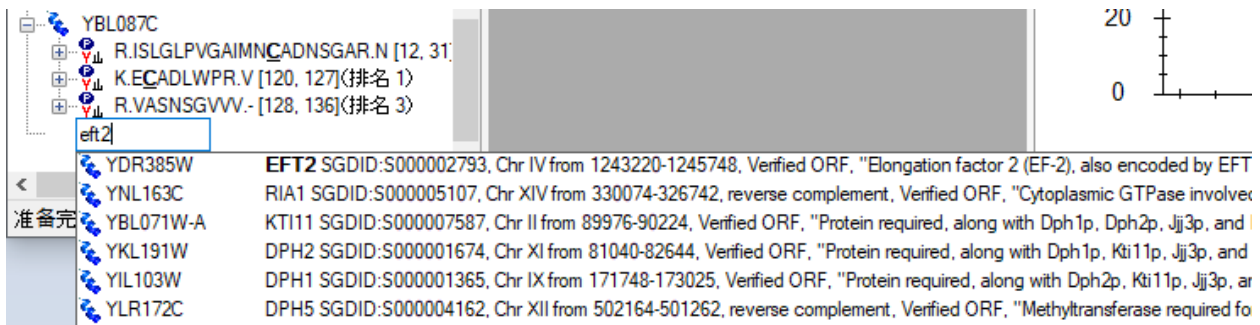 YBL087C
R.ISLGLPVGAIMNCADNSGAR.N [12, 31]
K.ECADLWPR.V [120, 127](排名 1)
R.VASNSGVVV.- [128, 136](排名 3)
20
0
eft2
YDR385W EFT2 SGDID:S000002793, Chr IV from 1243220-1245748, Verified ORF, "Elongation factor 2 (EF-2), also encoded by EFT
YNL163C RIA1 SGDID:S000005107, Chr XIV from 330074-326742, reverse complement, Verified ORF, "Cytoplasmic GTPase involved
YBL071W-A KTI11 SGDID:S000007587, Chr II from 89976-90224, Verified ORF, "Protein required, along with Dph1p, Dph2p, Jjj3p, and
YKL191W DPH2 SGDID:S000001674, Chr XI from 81040-82644, Verified ORF, "Protein required, along with Dph1p, Kti11p, Jjj3p, and
YIL103W DPH1 SGDID:S000001365, Chr IX from 171748-173025, Verified ORF, "Protein required, along with Dph2p, Kti11p, Jjj3p, an
YLR172C DPH5 SGDID:S000004162, Chr XII from 502164-501262, reverse complement, Verified ORF, "Methyltransferase required fo
准备完